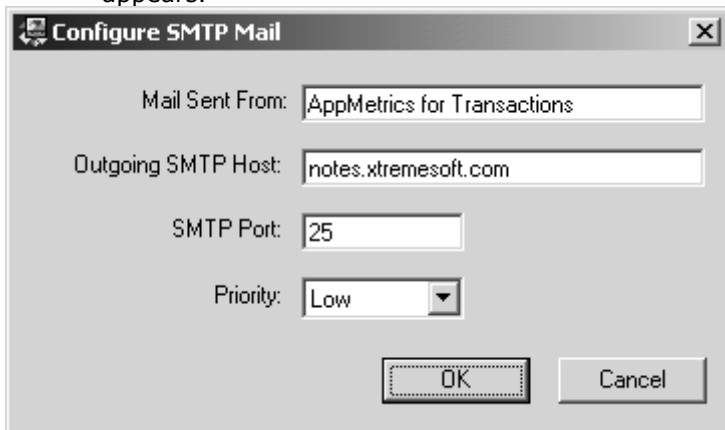 appears.
Configure SMTP Mail
Mail Sent From: AppMetrics for Transactions
Outgoing SMTP Host: notes.xtremesoft.com
SMTP Port: 25
Priority: Low
OK Cancel